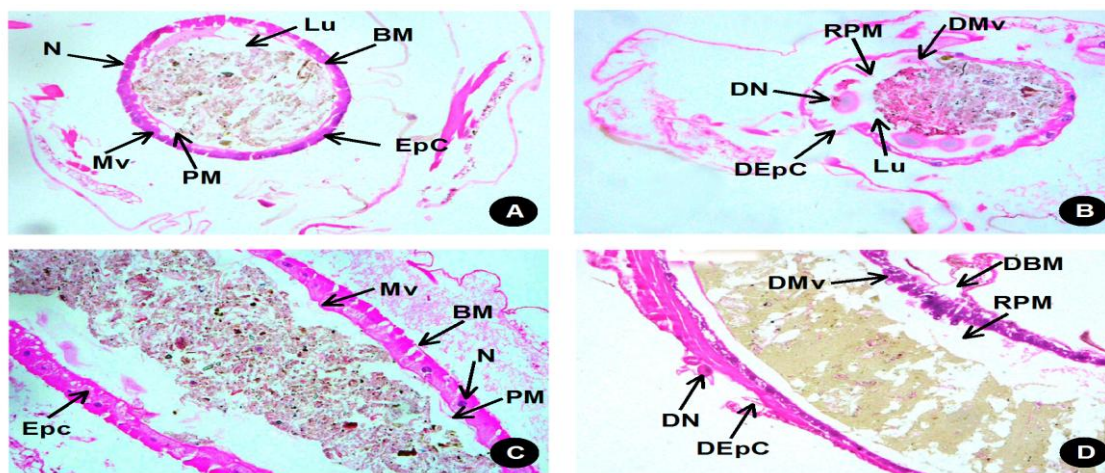 Lu
N
BM
Mv
PM
EpC
A
RPM
DMv
DN
DEpC
Lu
B
Mv
BM
N
PM
Epc
C
DMv
DBM
RPM
DN
DEpC
D